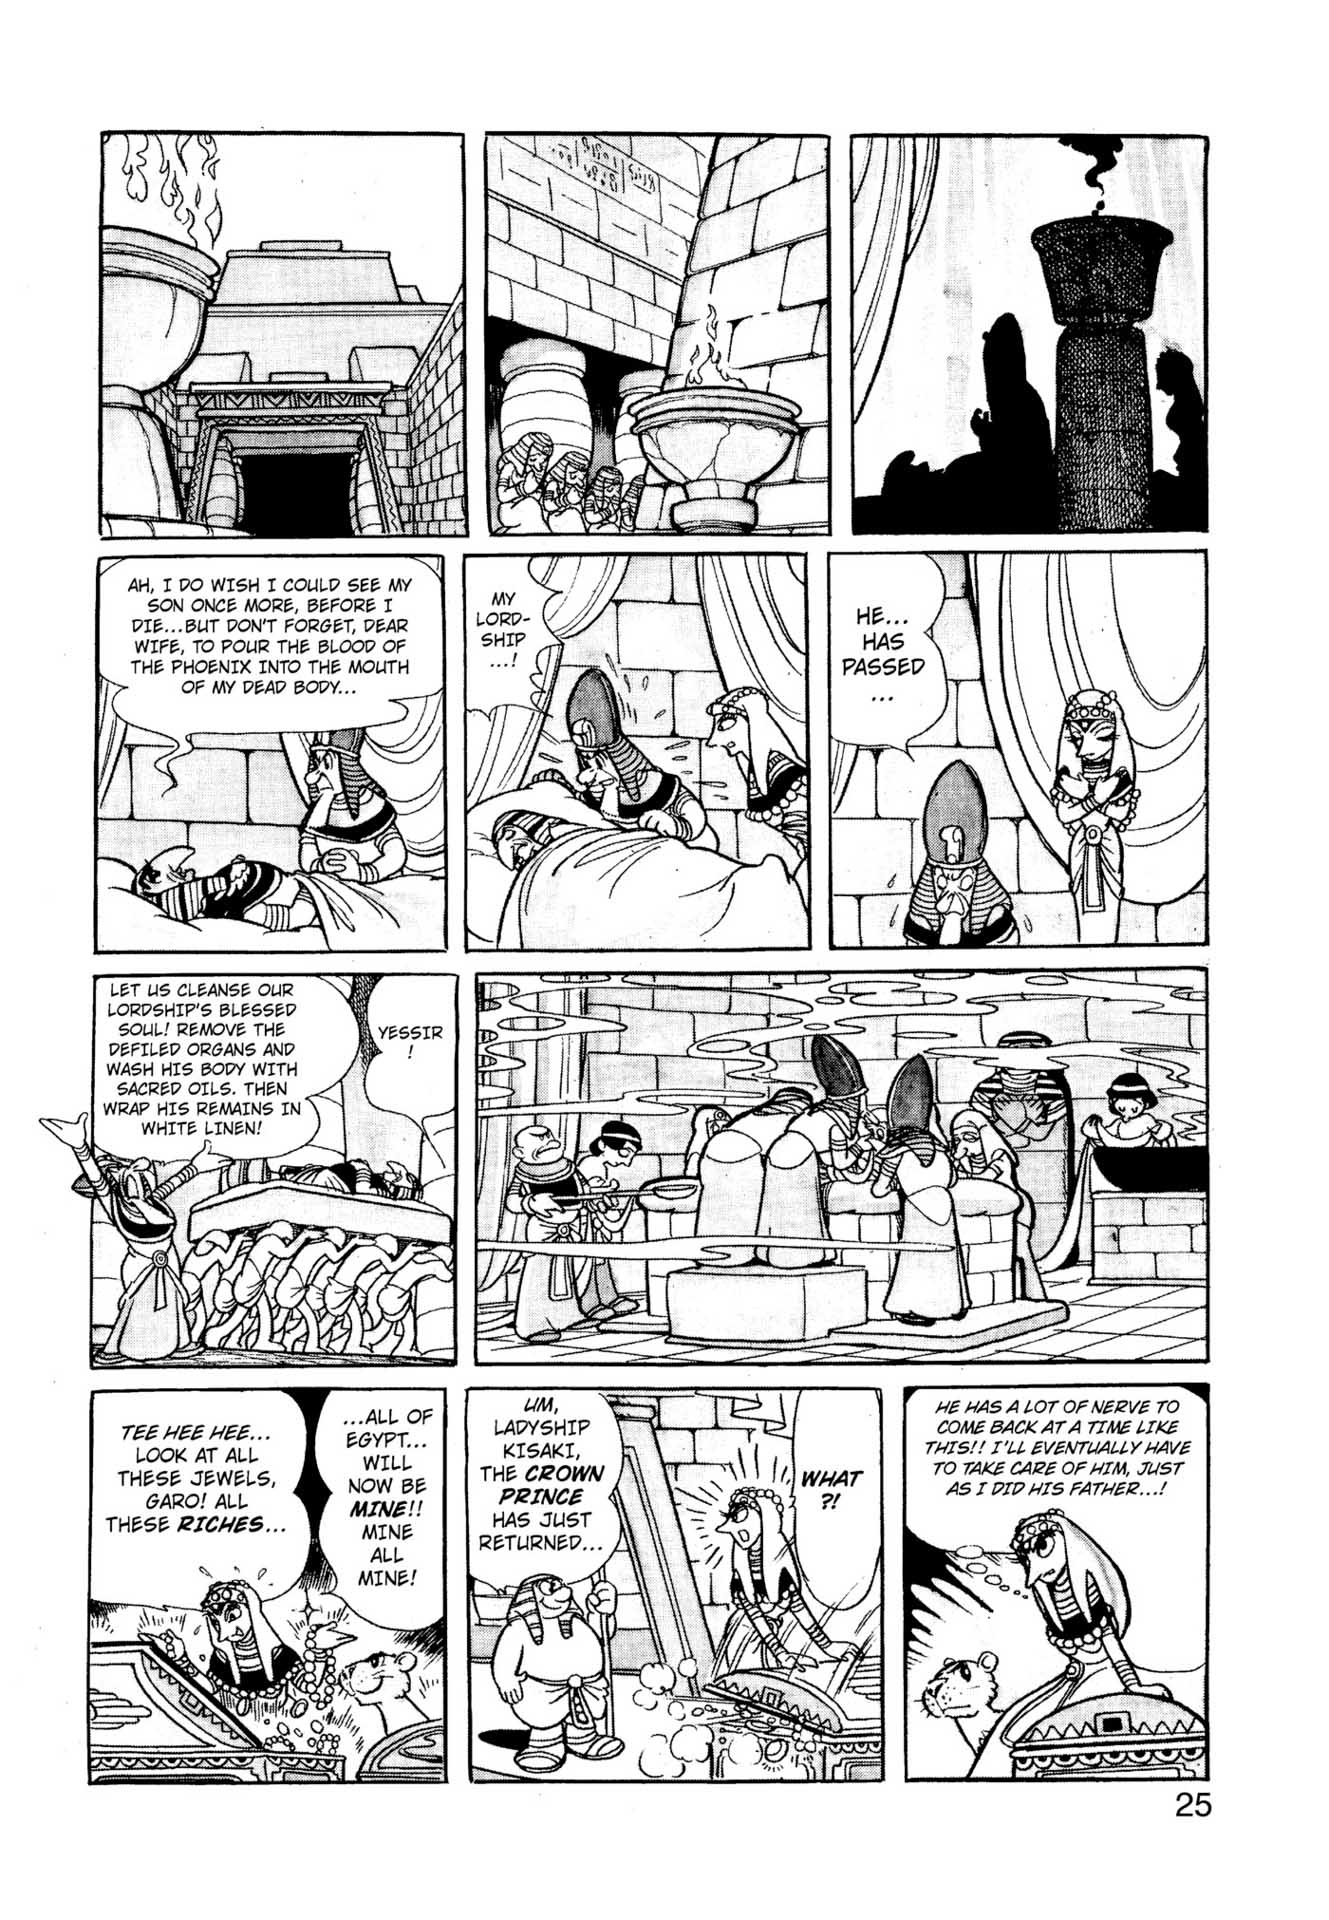 AH, I DO WISH I COULD SEE MY
SON ONCE MORE, BEFORE I
DIE...BUT DON'T FORGET, DEAR
WIFE, TO POUR THE BLOOD OF
THE PHOENIX INTO THE MOUTH
OF MY DEAD BODY...
MY
LORD-
SHIP
...!
HE...
HAS
PASSED
...
LET US CLEANSE OUR
LORDSHIP'S BLESSED
SOUL! REMOVE THE
DEFILED ORGANS AND
WASH HIS BODY WITH
SACRED OILS. THEN
WRAP HIS REMAINS IN
WHITE LINEN!
YESSIR
!
TEE HEE HEE...
LOOK AT ALL
THESE JEWELS,
GARO! ALL
THESE RICHES...
...ALL OF
EGYPT...
WILL
NOW BE
MINE!!
MINE
ALL
MINE!
UM,
LADYSHIP
KISAKI,
THE CROWN
PRINCE
HAS JUST
RETURNED...
WHAT
?!
HE HAS A LOT OF NERVE TO
COME BACK AT A TIME LIKE
THIS!! I'LL EVENTUALLY HAVE
TO TAKE CARE OF HIM, JUST
AS I DID HIS FATHER...!
25